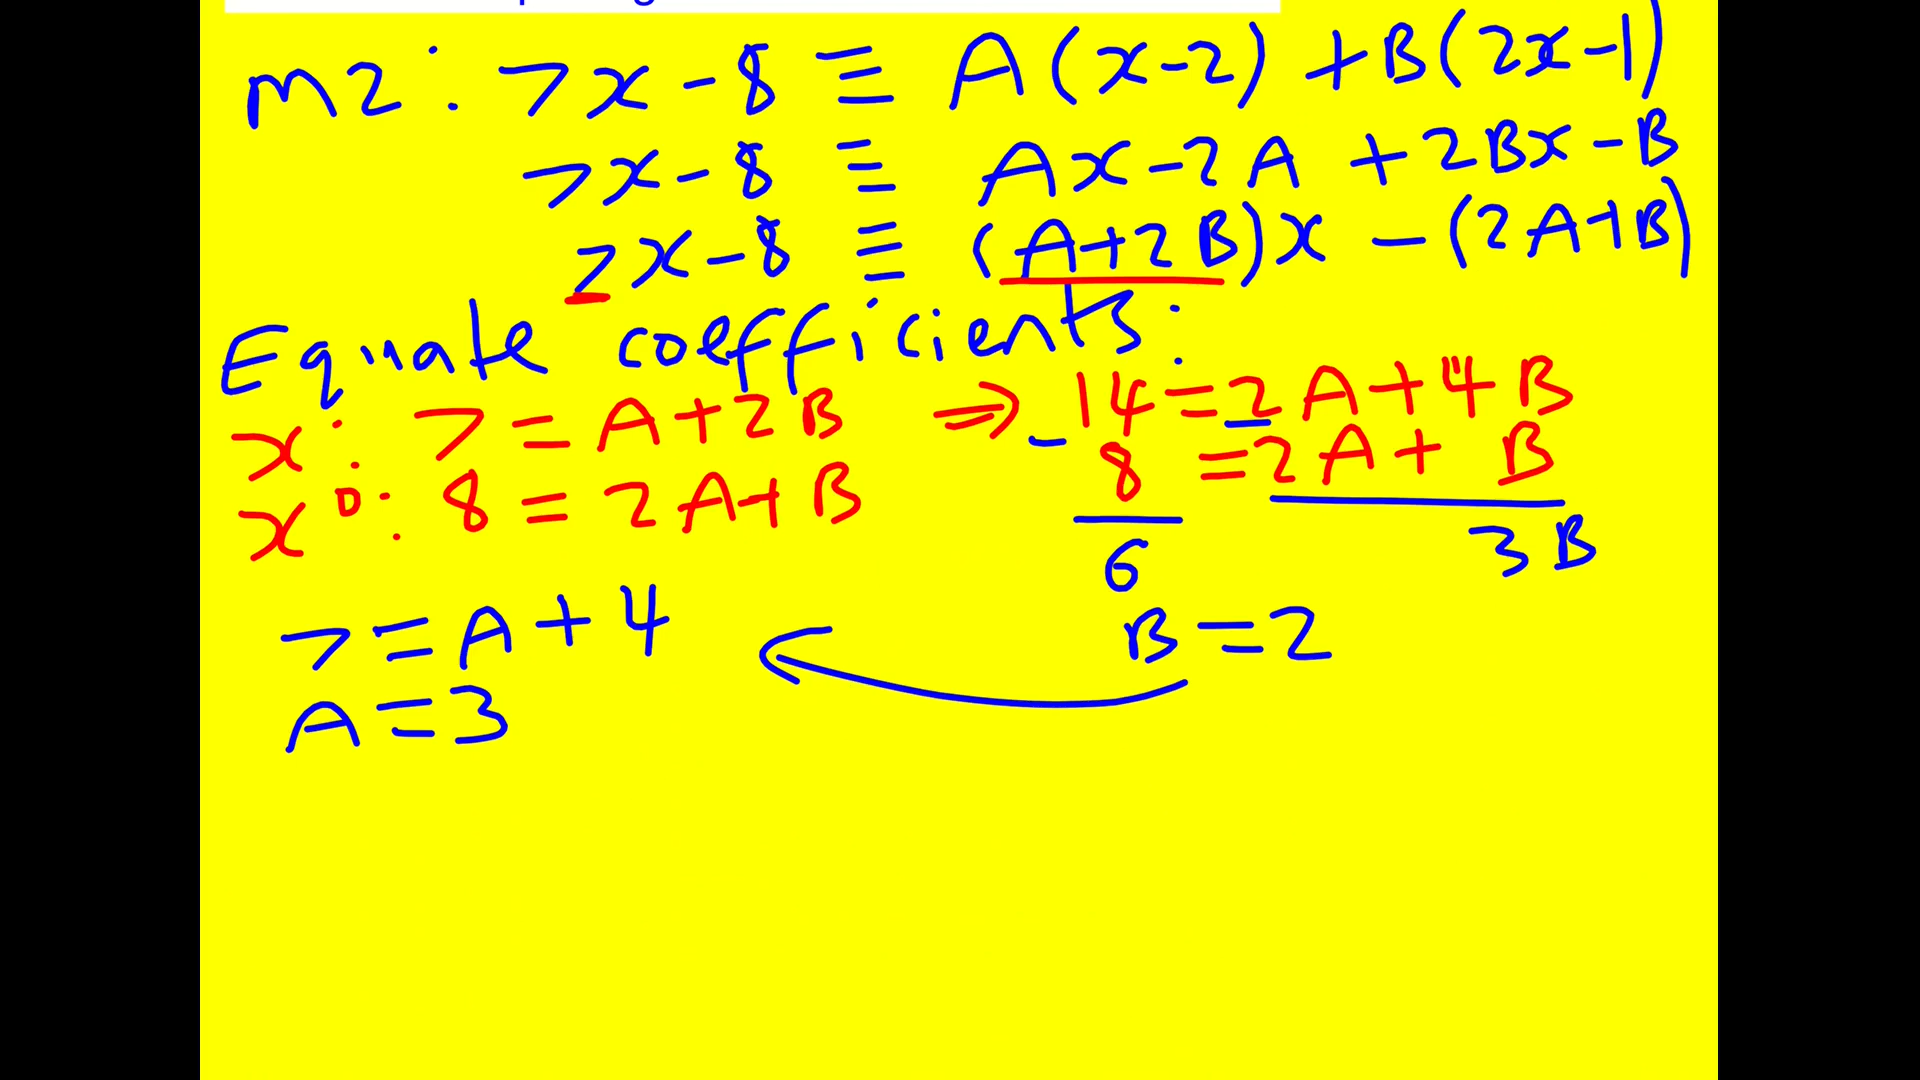 M2: 7x - 8 ≡ A(x-2) + B(2x-1)
7x - 8 ≡ Ax - 2A + 2Bx - B
7x - 8 ≡ (A+2B)x - (2A+B)
Equate coefficients:
x: 7 = A+2B ⇒ 14 = 2A + 4B
x⁰: 8 = 2A+B - 8 = 2A + B
6 3B
7 = A + 4 B = 2
A = 3